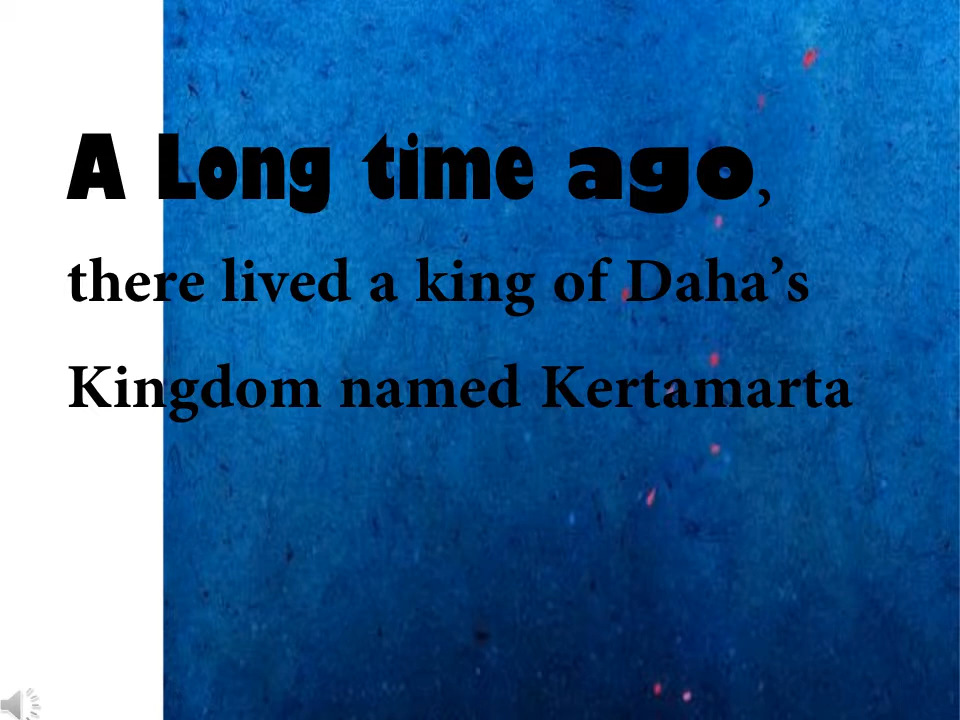 A Long time ago,
there lived a king of Daha’s
Kingdom named Kertamarta